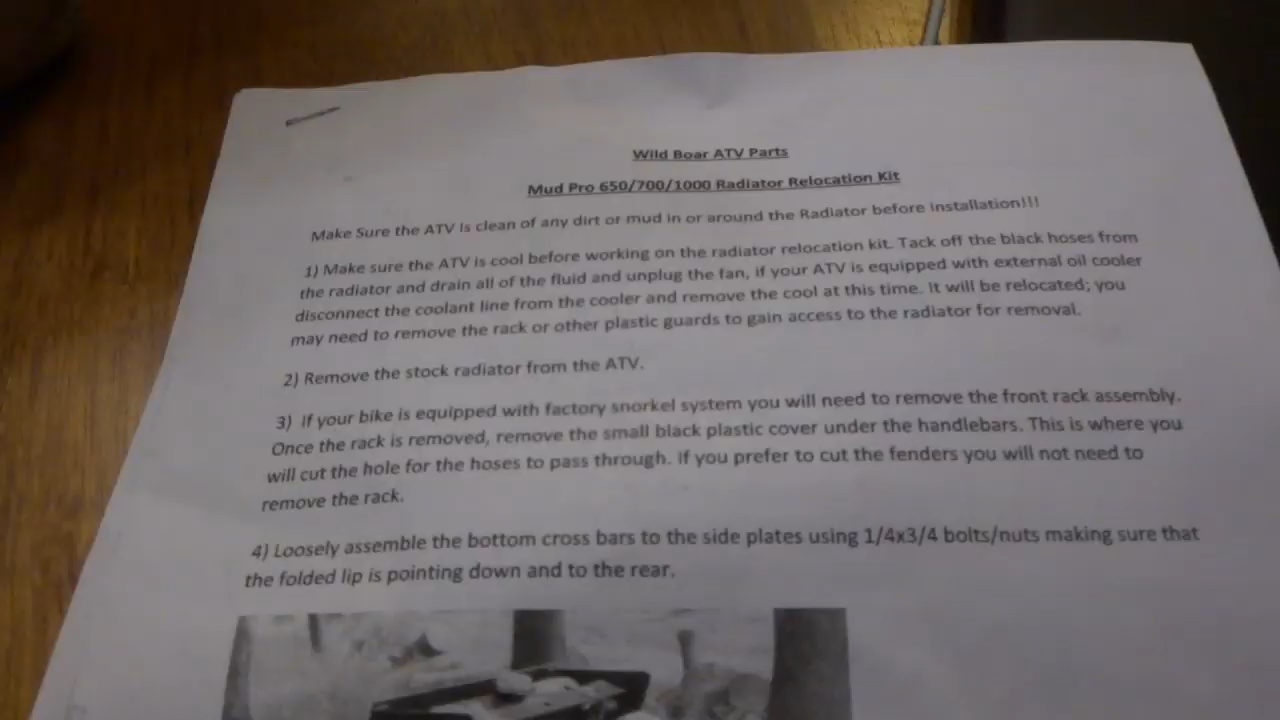 Wild Boar ATV Parts
Mud Pro 650/700/1000 Radiator Relocation Kit
Make Sure the ATV is clean of any dirt or mud in or around the Radiator before installation!!!
1) Make sure the ATV is cool before working on the radiator relocation kit. Tack off the black hoses from
the radiator and drain all of the fluid and unplug the fan, if your ATV is equipped with external oil cooler
disconnect the coolant line from the cooler and remove the cool at this time. It will be relocated; you
may need to remove the rack or other plastic guards to gain access to the radiator for removal.
2) Remove the stock radiator from the ATV.
3) If your bike is equipped with factory snorkel system you will need to remove the front rack assembly.
Once the rack is removed, remove the small black plastic cover under the handlebars. This is where you
will cut the hole for the hoses to pass through. If you prefer to cut the fenders you will not need to
remove the rack.
4) Loosely assemble the bottom cross bars to the side plates using 1/4x3/4 bolts/nuts making sure that
the folded lip is pointing down and to the rear.